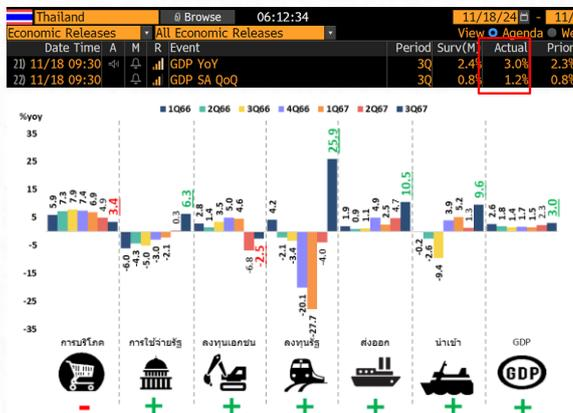 Thailand
Browse
06:12:34
11/18/24 - 11/
Economic Releases
All Economic Releases
View Agenda We
Date Time A M R Event Period Surv(M) Actual Prior
21) 11/18 09:30 GDP YoY 3Q 2.4% 3.0% 2.3%
22) 11/18 09:30 GDP SA QoQ 3Q 0.8% 1.2% 0.8%
1Q66 2Q66 3Q66 4Q66 1Q67 2Q67 3Q67
%yoy
35
25
15
5
-5
-15
-25
-35
5.9 7.3 7.9 7.4 6.9 4.9 3.4
-6.0 -4.3 -5.0 -3.0 -2.1 0.3 6.3
2.8 1.4 3.5 5.0 4.6 -6.8 -2.5
4.2 -2.1 -3.4 -20.1 -27.7 -4.0 25.9
1.9 0.9 1.1 4.9 2.5 4.7 10.5
-0.2 -2.6 -9.4 3.9 5.2 1.3 9.6
2.6 1.8 1.4 1.7 1.5 2.3 3.0
การบริโภค การใช้จ่ายรัฐ ลงทุนเอกชน ลงทุนรัฐ ส่งออก นำเข้า GDP
GDP
- + + + + + +